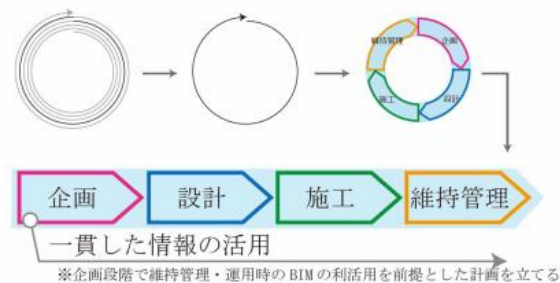 維持管理
企画
施工
設計
企画
設計
施工
維持管理
一貫した情報の活用
※企画段階で維持管理・運用時のBIMの利活用を前提とした計画を立てる